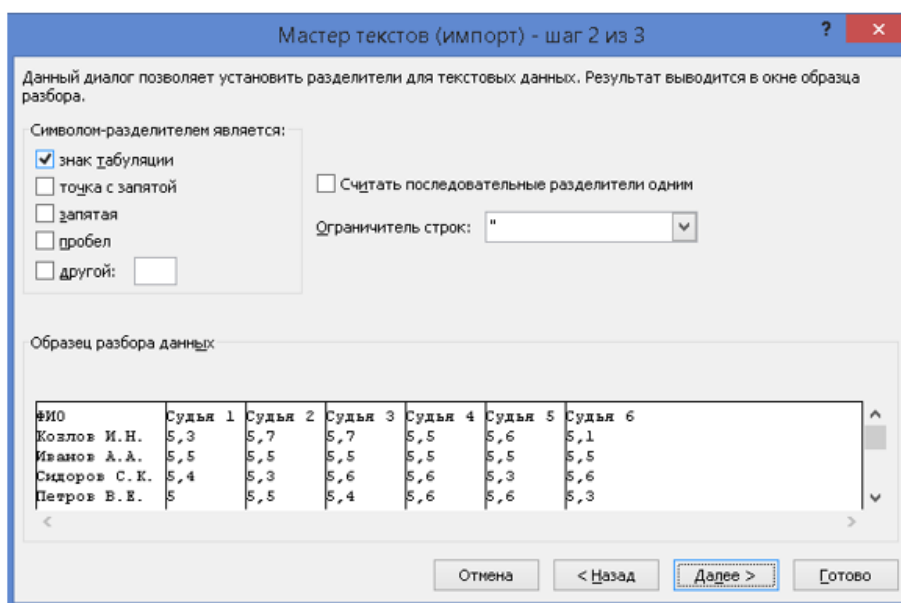 Мастер текстов (импорт) - шаг 2 из 3
?
Данный диалог позволяет установить разделители для текстовых данных. Результат выводится в окне образца
разбора.
Символом-разделителем является:
знак табуляции
точка с запятой
запятая
пробел
другой:
Считать последовательные разделители одним
Ограничитель строк: "
Образец разбора данных
ФИО Судья 1 Судья 2 Судья 3 Судья 4 Судья 5 Судья 6
Козлов И.Н. 5,3 5,7 5,7 5,5 5,6 5,1
Иванов А.А. 5,5 5,5 5,5 5,5 5,5 5,5
Сидоров С.К. 5,4 5,3 5,6 5,6 5,3 5,6
Петров В.Е. 5 5,5 5,4 5,6 5,6 5,3
Отмена < Назад Далее > Готово